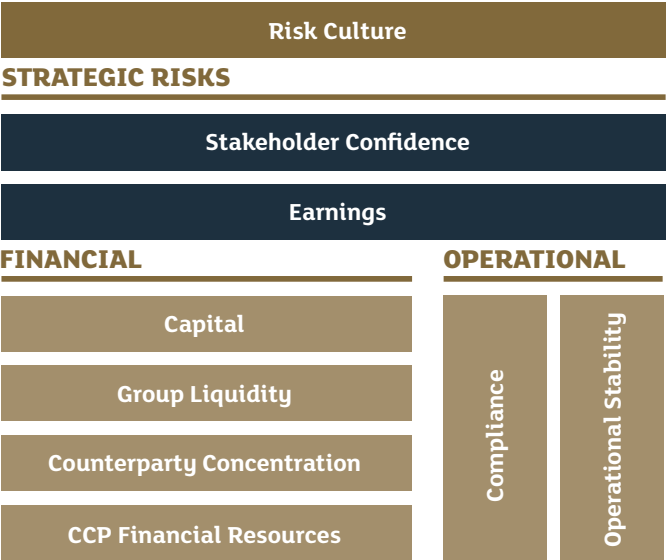 Risk Culture
STRATEGIC RISKS
Stakeholder Confidence
Earnings
FINANCIAL
Capital
Group Liquidity
Counterparty Concentration
CCP Financial Resources
OPERATIONAL
Compliance
Operational Stability